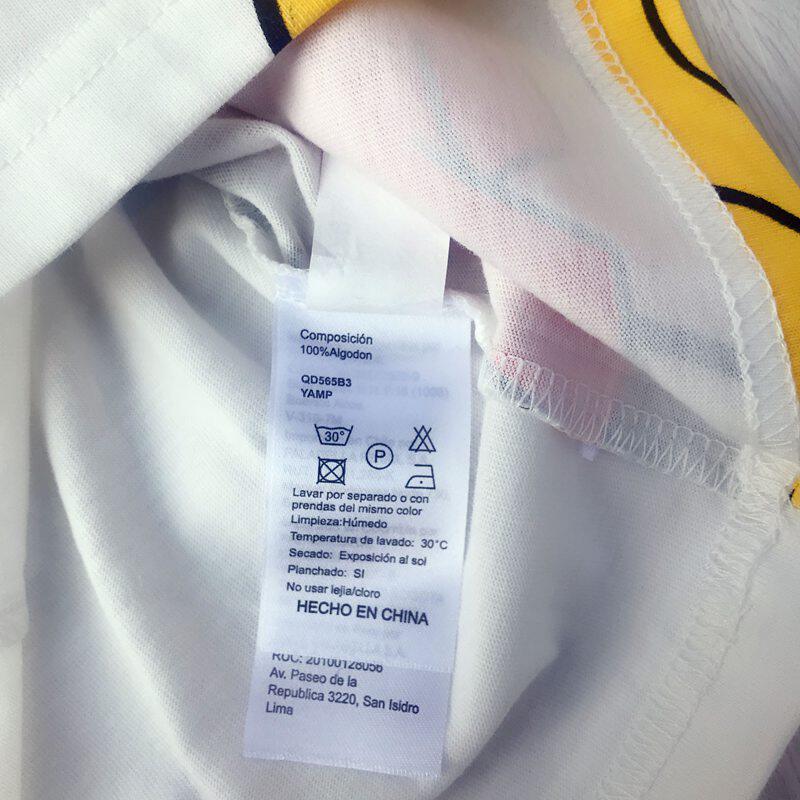 Composición
100%Algodon
QD565B3
YAMP
30°
P
Lavar por separado o con
prendas del mismo color
Limpieza:Húmedo
Temperatura de lavado: 30°C
Secado: Exposición al sol
Planchado: SI
No usar lejia/cloro
HECHO EN CHINA
RUC: 20100128056
Av. Paseo de la
Republica 3220, San Isidro
Lima